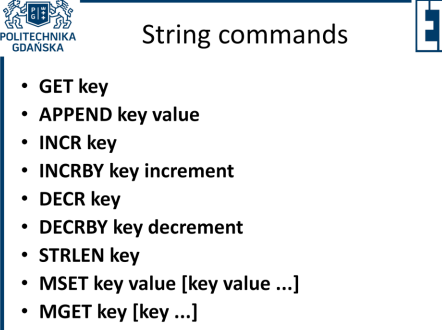 POLITECHNIKA
GDAŃSKA
String commands
• GET key
• APPEND key value
• INCR key
• INCRBY key increment
• DECR key
• DECRBY key decrement
• STRLEN key
• MSET key value [key value ...]
• MGET key [key ...]